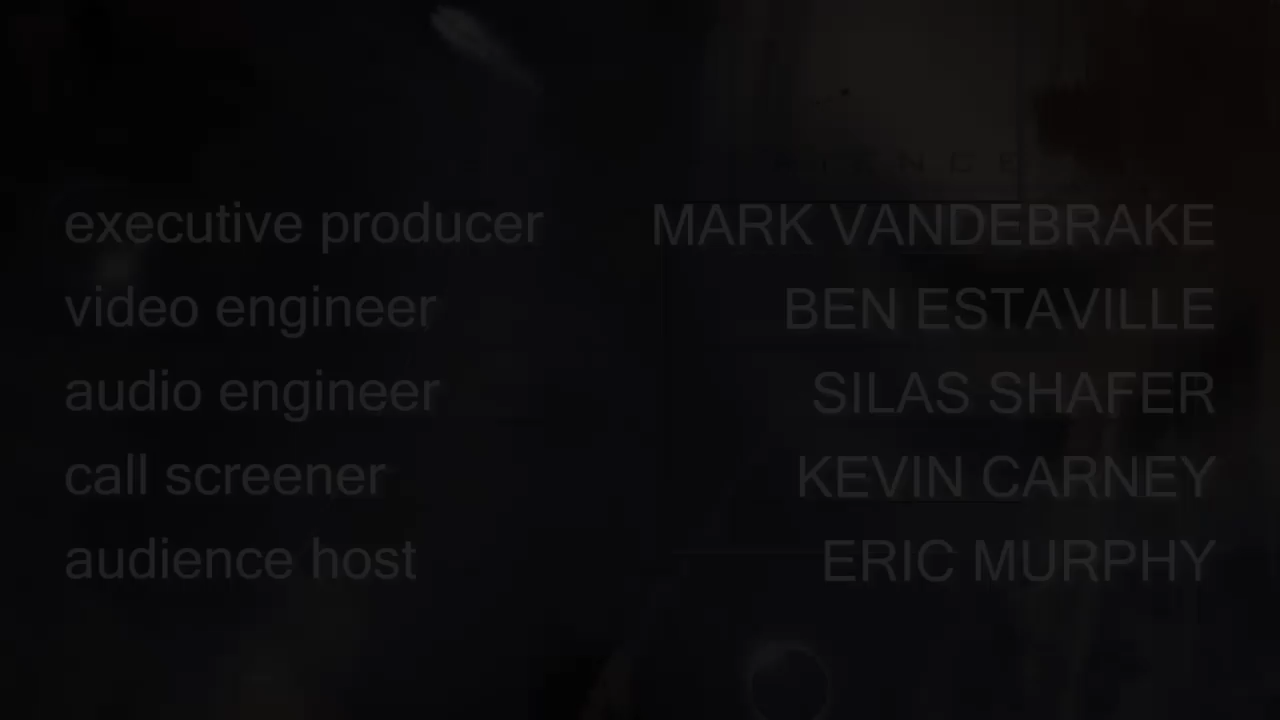 executive producer MARK VANDEBRAKE
video engineer BEN ESTAVILLE
audio engineer SILAS SHAFER
call screener KEVIN CARNEY
audience host ERIC MURPHY